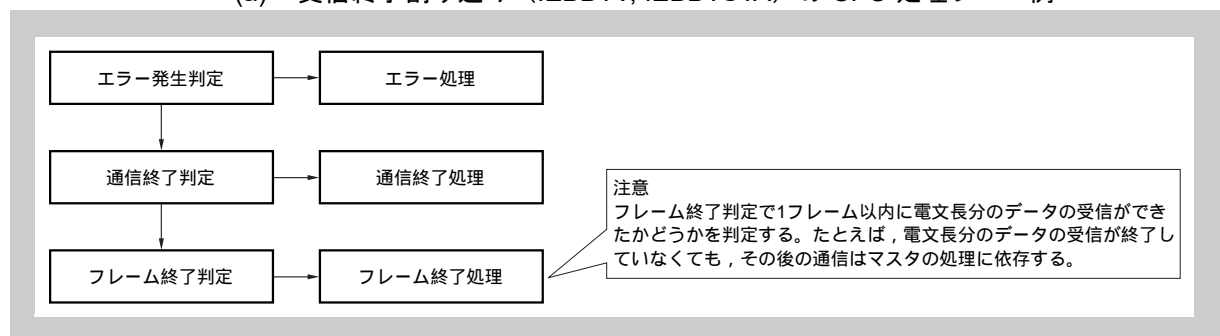 エラー発生判定
エラー処理
通信終了判定
通信終了処理
注意
フレーム終了判定で1フレーム以内に電文長分のデータの受信ができ
たかどうかを判定する。たとえば，電文長分のデータの受信が終了し
ていなくても，その後の通信はマスタの処理に依存する。
フレーム終了判定
フレーム終了処理